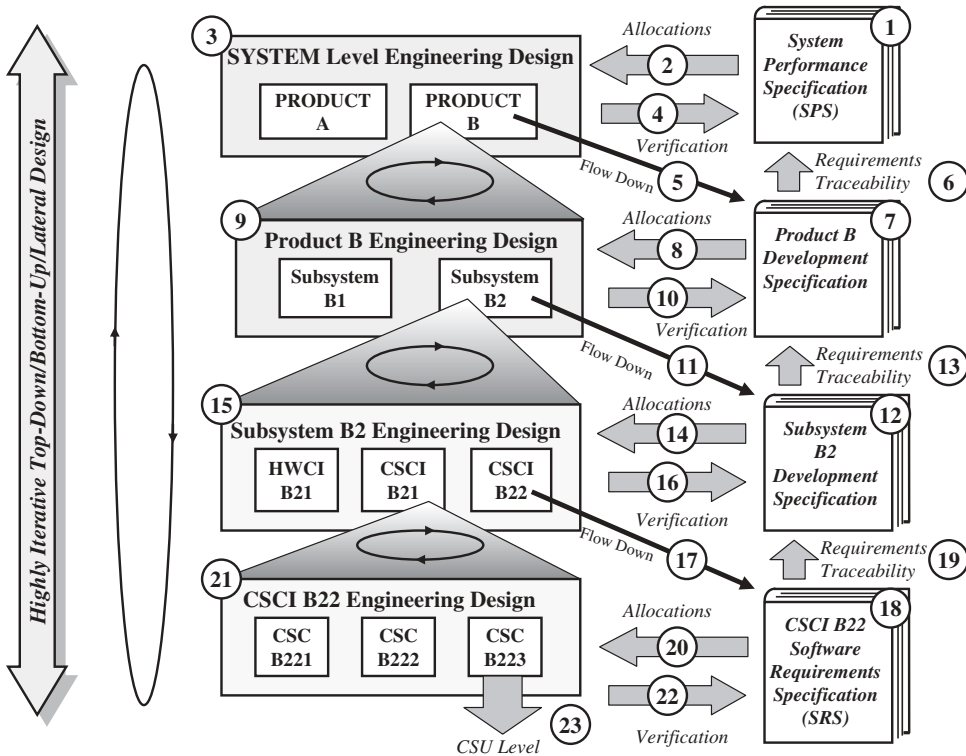 Highly Iterative Top-Down/Bottom-Up/Lateral Design
3
SYSTEM Level Engineering Design
PRODUCT
A
PRODUCT
B
Allocations
2
4
Verification
1
System
Performance
Specification
(SPS)
Flow Down
5
Requirements
Traceability
6
9
Product B Engineering Design
Subsystem
B1
Subsystem
B2
Allocations
8
10
Verification
7
Product B
Development
Specification
Flow Down
11
Requirements
Traceability
13
15
Subsystem B2 Engineering Design
HWCI
B21
CSCI
B21
CSCI
B22
Allocations
14
16
Verification
12
Subsystem
B2
Development
Specification
Flow Down
17
Requirements
Traceability
19
21
CSCI B22 Engineering Design
CSC
B221
CSC
B222
CSC
B223
Allocations
20
22
Verification
18
CSCI B22
Software
Requirements
Specification
(SRS)
23
CSU Level